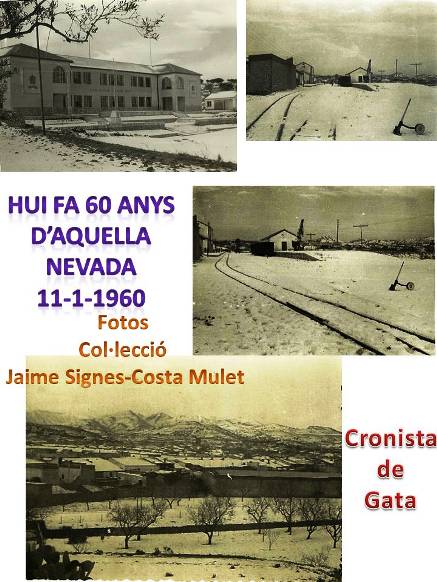 HUI FA 60 ANYS
D'AQUELLA
NEVADA
11-1-1960
Fotos
Col·lecció
Jaime Signes-Costa Mulet
Cronista
de
Gata